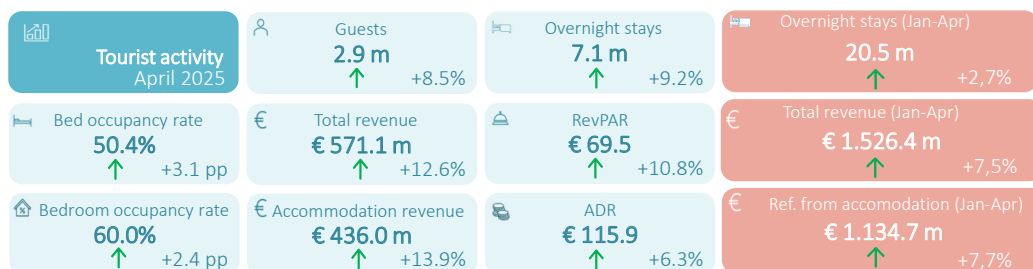 Tourist activity
April 2025
Guests
2.9 m
+8.5%
Overnight stays
7.1 m
+9.2%
Overnight stays (Jan-Apr)
20.5 m
+2,7%
Bed occupancy rate
50.4%
+3.1 pp
€ Total revenue
€ 571.1 m
+12.6%
RevPAR
€ 69.5
+10.8%
€ Total revenue (Jan-Apr)
€ 1.526.4 m
+7,5%
% Bedroom occupancy rate
60.0%
+2.4 pp
€ Accommodation revenue
€ 436.0 m
+13.9%
ADR
€ 115.9
+6.3%
€ Ref. from accomodation (Jan-Apr)
€ 1.134.7 m
+7,7%